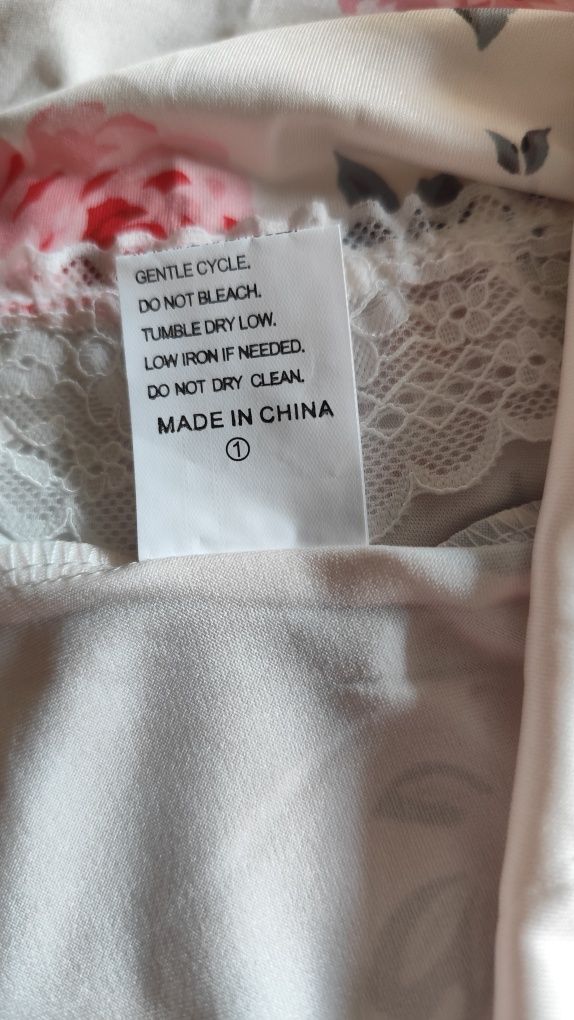 GENTLE CYCLE.
DO NOT BLEACH.
TUMBLE DRY LOW.
LOW IRON IF NEEDED.
DO NOT DRY CLEAN.
MADE IN CHINA
①